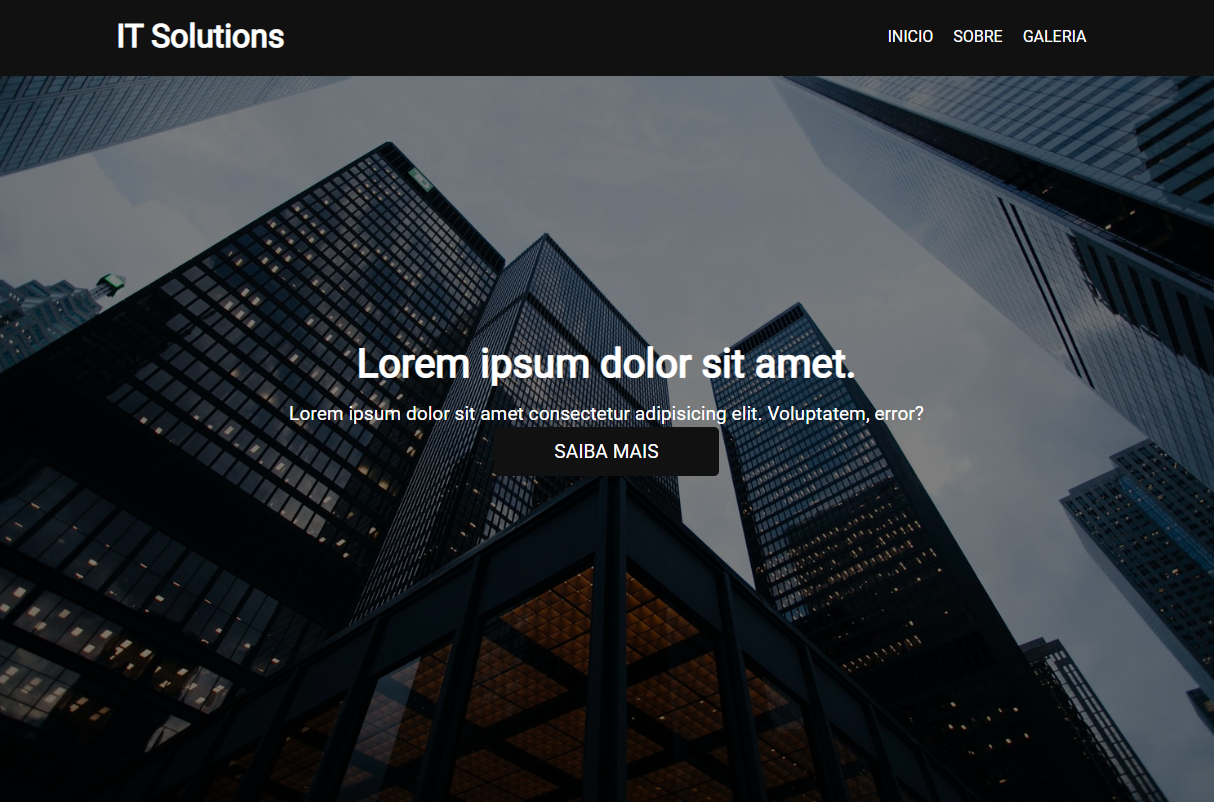 IT Solutions
INICIO SOBRE GALERIA
Lorem ipsum dolor sit amet.
Lorem ipsum dolor sit amet consectetur adipisicing elit. Voluptatem, error?
SAIBA MAIS